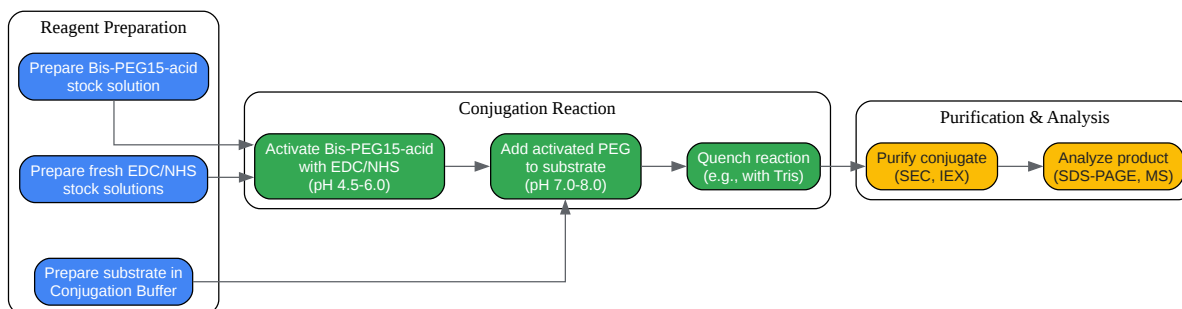 Reagent Preparation
Prepare Bis-PEG15-acid
stock solution
Prepare fresh EDC/NHS
stock solutions
Prepare substrate in
Conjugation Buffer
Conjugation Reaction
Activate Bis-PEG15-acid
with EDC/NHS
(pH 4.5-6.0)
Add activated PEG
to substrate
(pH 7.0-8.0)
Quench reaction
(e.g., with Tris)
Purification & Analysis
Purify conjugate
(SEC, IEX)
Analyze product
(SDS-PAGE, MS)